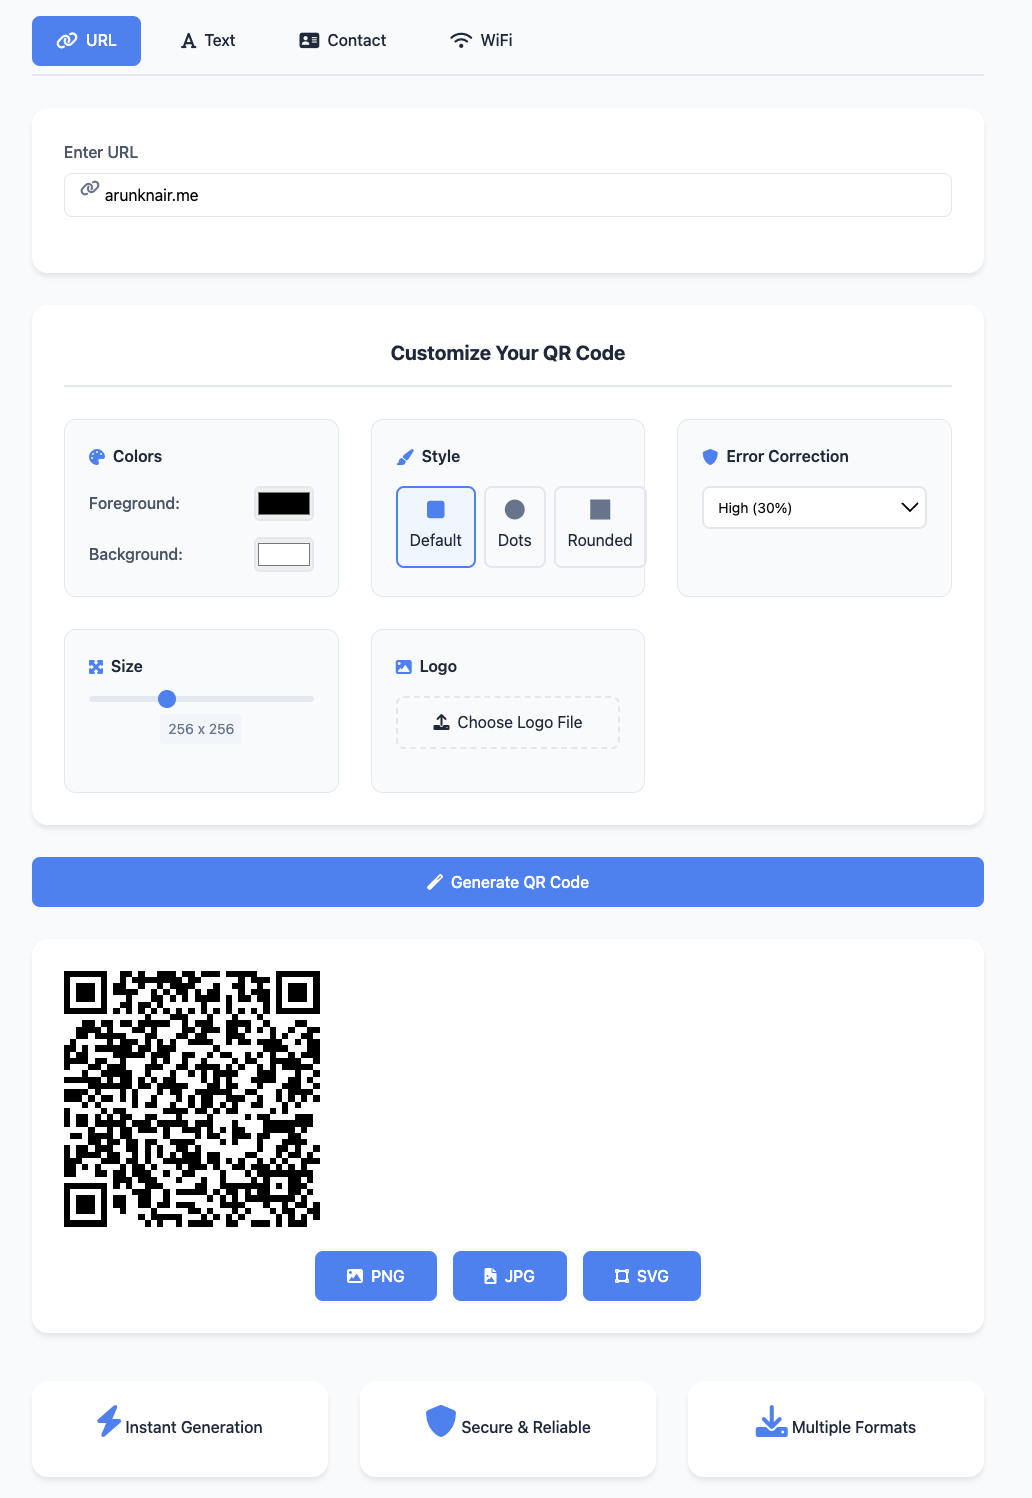 URL Text Contact WiFi
Enter URL
arunknair.me
Customize Your QR Code
Colors
Foreground:
Background:
Style
Default Dots Rounded
Error Correction
High (30%)
Size
256 x 256
Logo
Choose Logo File
Generate QR Code
PNG JPG SVG
Instant Generation
Secure & Reliable
Multiple Formats